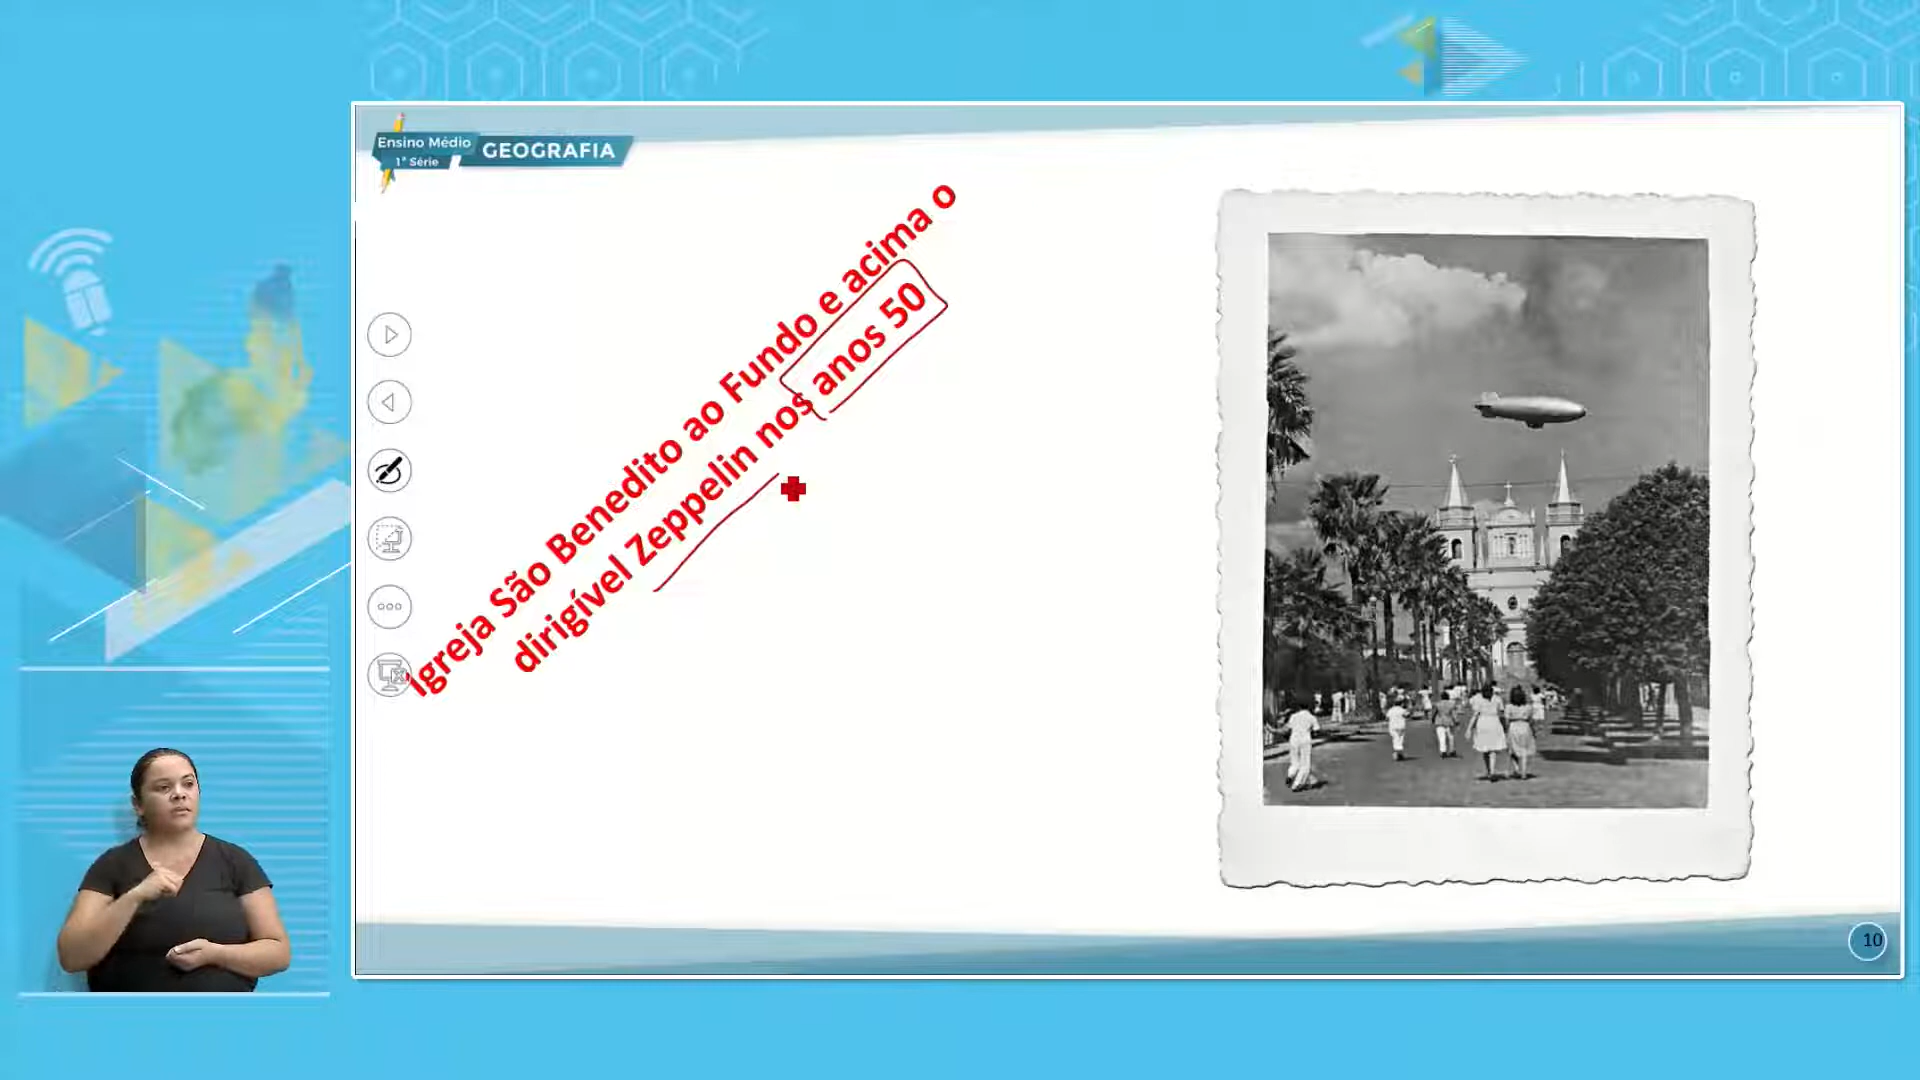 Ensino Médio
1ª Série
GEOGRAFIA
Igreja São Benedito ao Fundo e acima o
dirigível Zeppelin nos anos 50
10